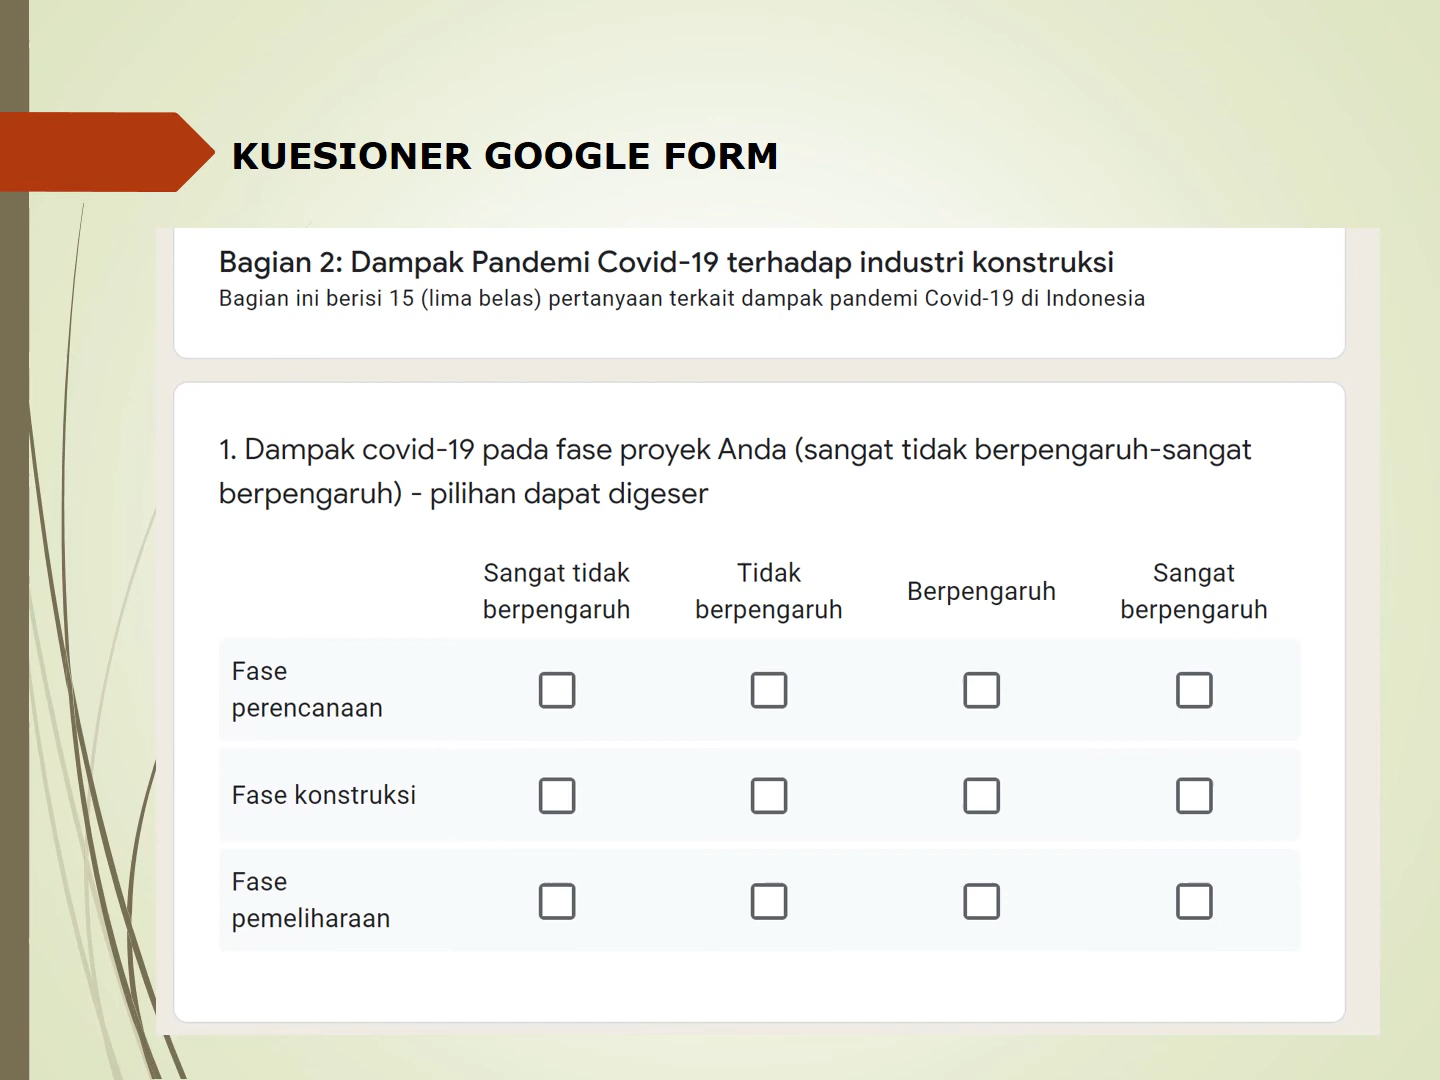 KUESIONER GOOGLE FORM
Bagian 2: Dampak Pandemi Covid-19 terhadap industri konstruksi
Bagian ini berisi 15 (lima belas) pertanyaan terkait dampak pandemi Covid-19 di Indonesia
1. Dampak covid-19 pada fase proyek Anda (sangat tidak berpengaruh-sangat
berpengaruh) - pilihan dapat digeser
Sangat tidak
berpengaruh
Tidak
berpengaruh
Berpengaruh
Sangat
berpengaruh
Fase
perencanaan
Fase konstruksi
Fase
pemeliharaan